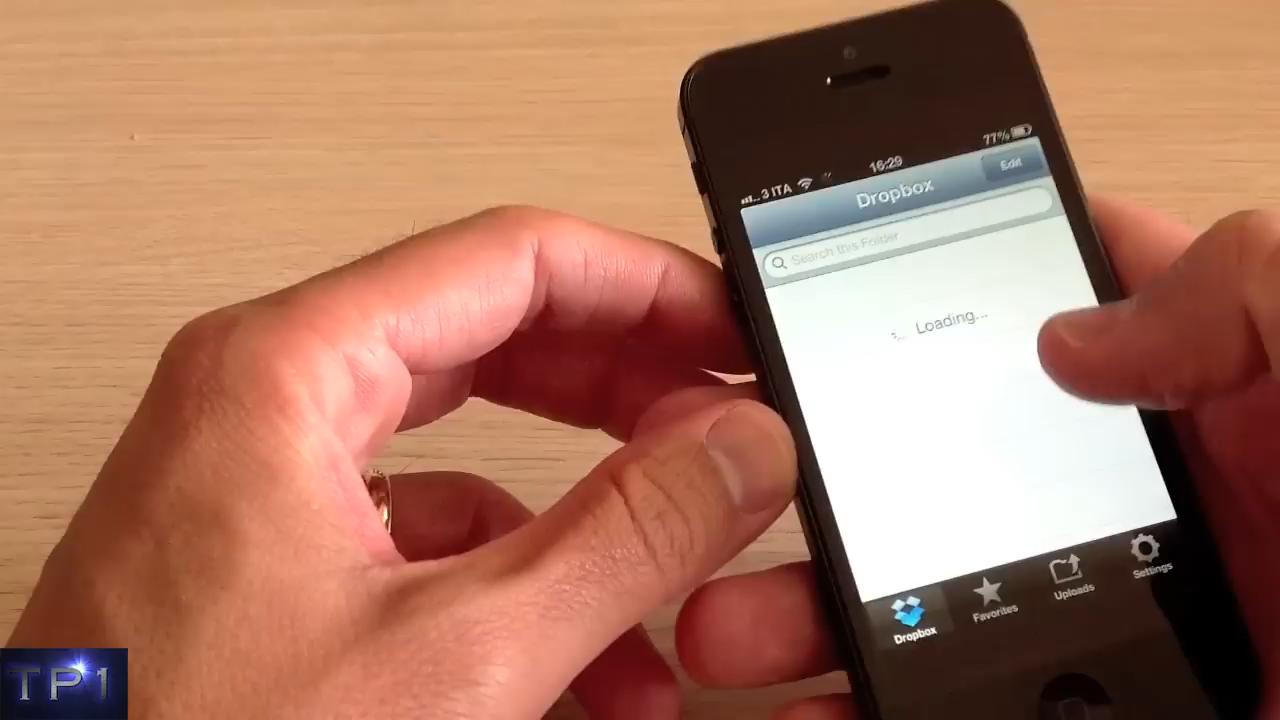 3 ITA 16:29 77%
Dropbox Edit
Search this Folder
Loading...
Dropbox Favorites Uploads Settings
TP1